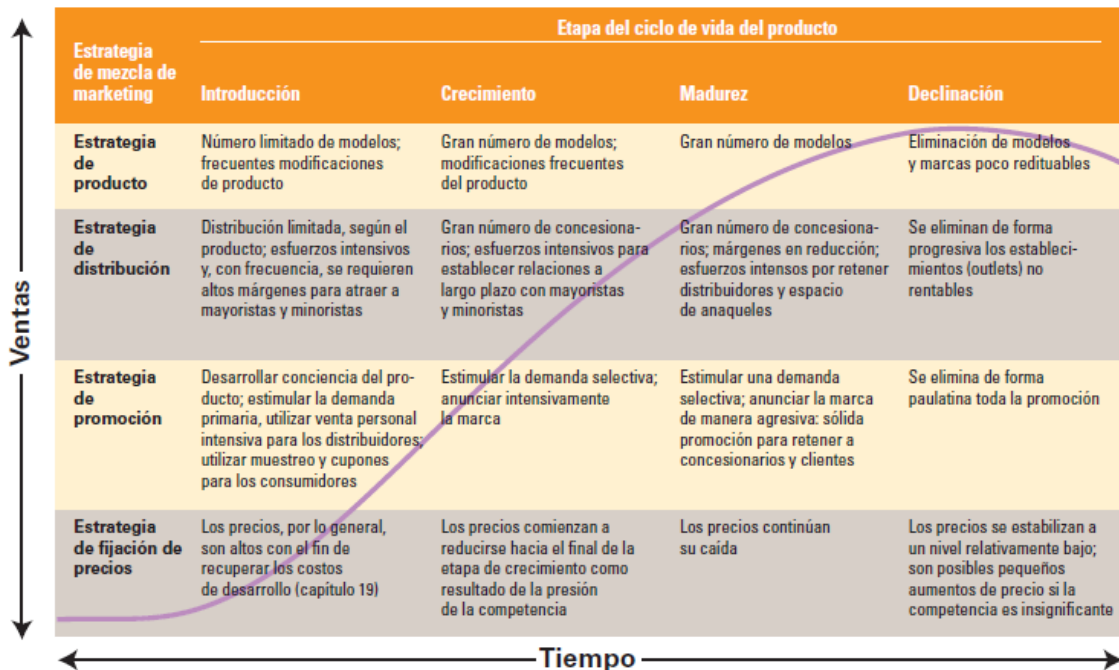 Ventas
Etapa del ciclo de vida del producto
Estrategia
de mezcla de
marketing
Introducción
Crecimiento
Madurez
Declinación
Estrategia
de
producto
Número limitado de modelos;
frecuentes modificaciones
de producto
Gran número de modelos;
modificaciones frecuentes
del producto
Gran número de modelos
Eliminación de modelos
y marcas poco redituables
Estrategia
de
distribución
Distribución limitada, según el
producto; esfuerzos intensivos
y, con frecuencia, se requieren
altos márgenes para atraer a
mayoristas y minoristas
Gran número de concesiona-
rios; esfuerzos intensivos para
establecer relaciones a
largo plazo con mayoristas
y minoristas
Gran número de concesiona-
rios; márgenes en reducción;
esfuerzos intensos por retener
distribuidores y espacio
de anaqueles
Se eliminan de forma
progresiva los estableci-
mientos (outlets) no
rentables
Estrategia
de
promoción
Desarrollar conciencia del pro-
ducto; estimular la demanda
primaria, utilizar venta personal
intensiva para los distribuidores;
utilizar muestreo y cupones
para los consumidores
Estimular la demanda selectiva;
anunciar intensivamente
la marca
Estimular una demanda
selectiva; anunciar la marca
de manera agresiva: sólida
promoción para retener a
concesionarios y clientes
Se elimina de forma
paulatina toda la promoción
Estrategia
de fijación de
precios
Los precios, por lo general,
son altos con el fin de
recuperar los costos
de desarrollo (capítulo 19)
Los precios comienzan a
reducirse hacia el final de la
etapa de crecimiento como
resultado de la presión
de la competencia
Los precios continúan
su caída
Los precios se estabilizan a
un nivel relativamente bajo;
son posibles pequeños
aumentos de precio si la
competencia es insignificante
Tiempo